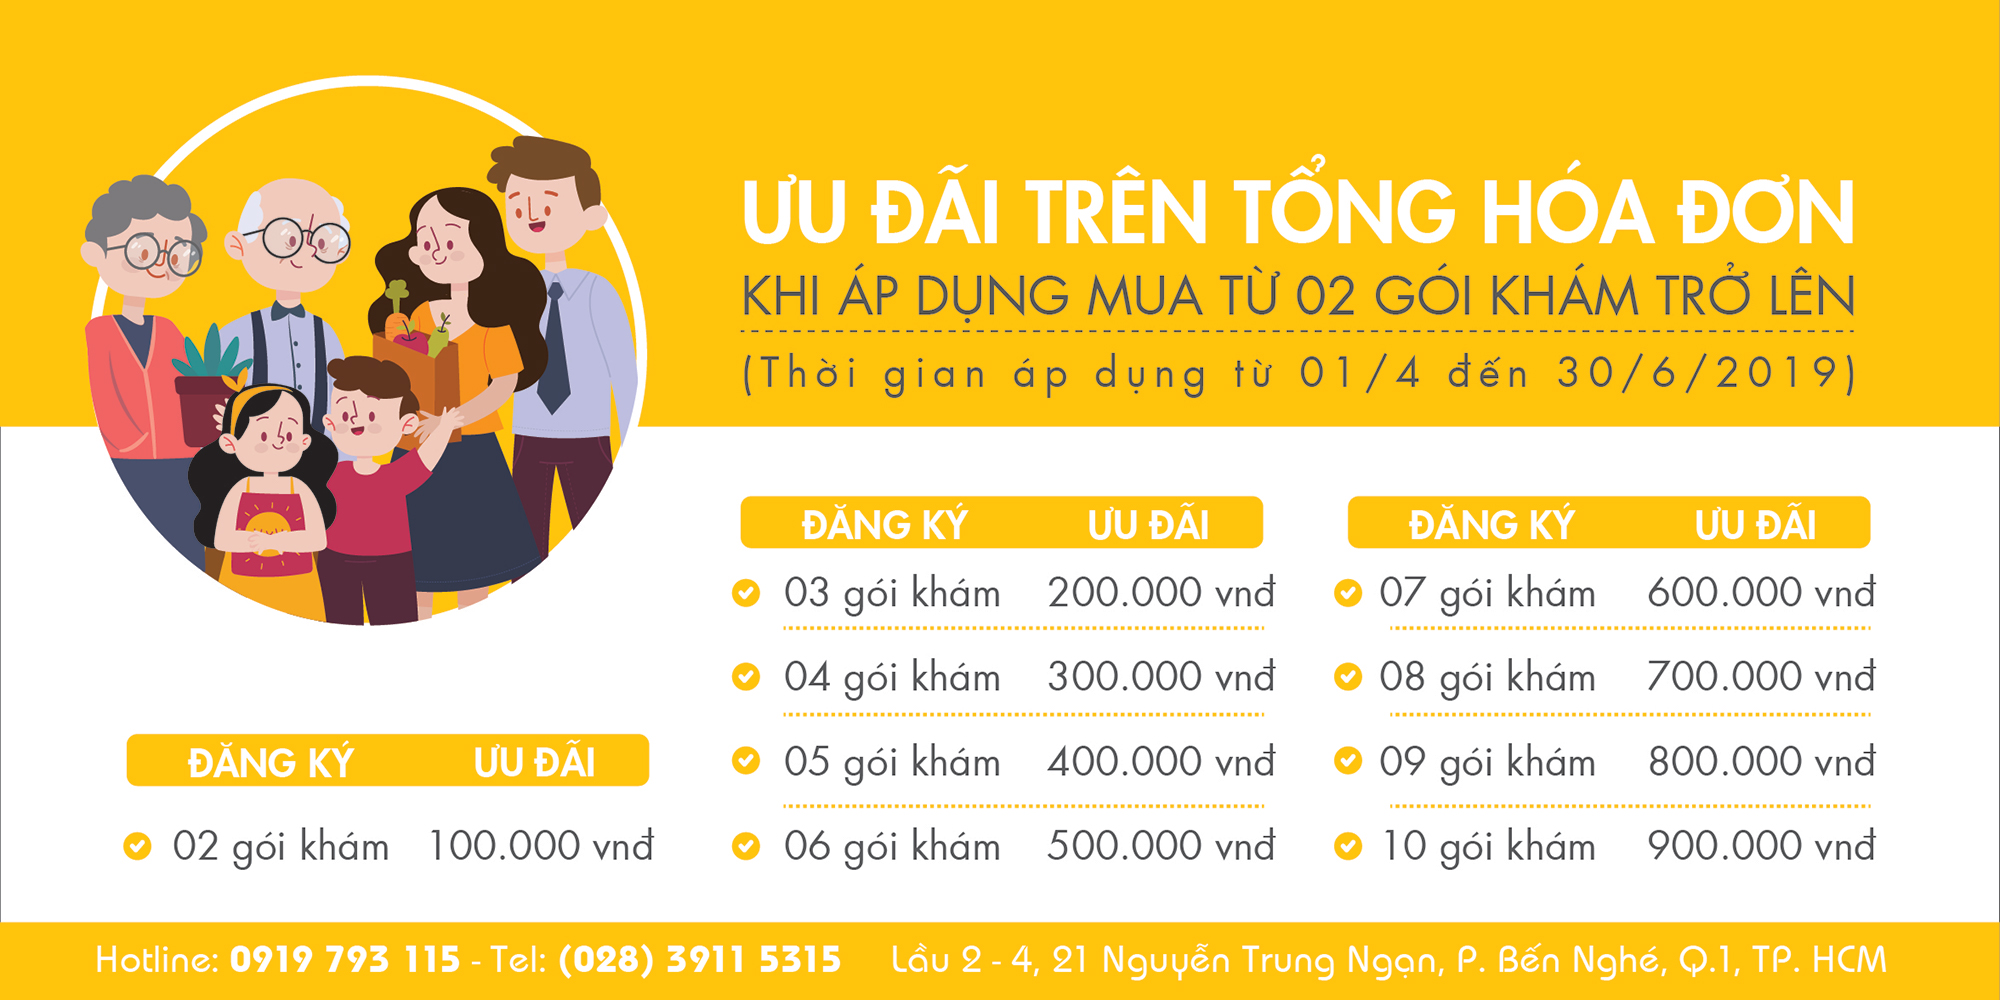 ƯU ĐÃI TRÊN TỔNG HÓA ĐƠN
KHI ÁP DỤNG MUA TỪ 02 GÓI KHÁM TRỞ LÊN
(Thời gian áp dụng từ 01/4 đến 30/6/2019)
ĐĂNG KÝ ƯU ĐÃI
02 gói khám 100.000 vnđ
ĐĂNG KÝ ƯU ĐÃI
03 gói khám 200.000 vnđ
04 gói khám 300.000 vnđ
05 gói khám 400.000 vnđ
06 gói khám 500.000 vnđ
ĐĂNG KÝ ƯU ĐÃI
07 gói khám 600.000 vnđ
08 gói khám 700.000 vnđ
09 gói khám 800.000 vnđ
10 gói khám 900.000 vnđ
Hotline: 0919 793 115 - Tel: (028) 3911 5315 Lầu 2 - 4, 21 Nguyễn Trung Ngạn, P. Bến Nghé, Q.1, TP. HCM